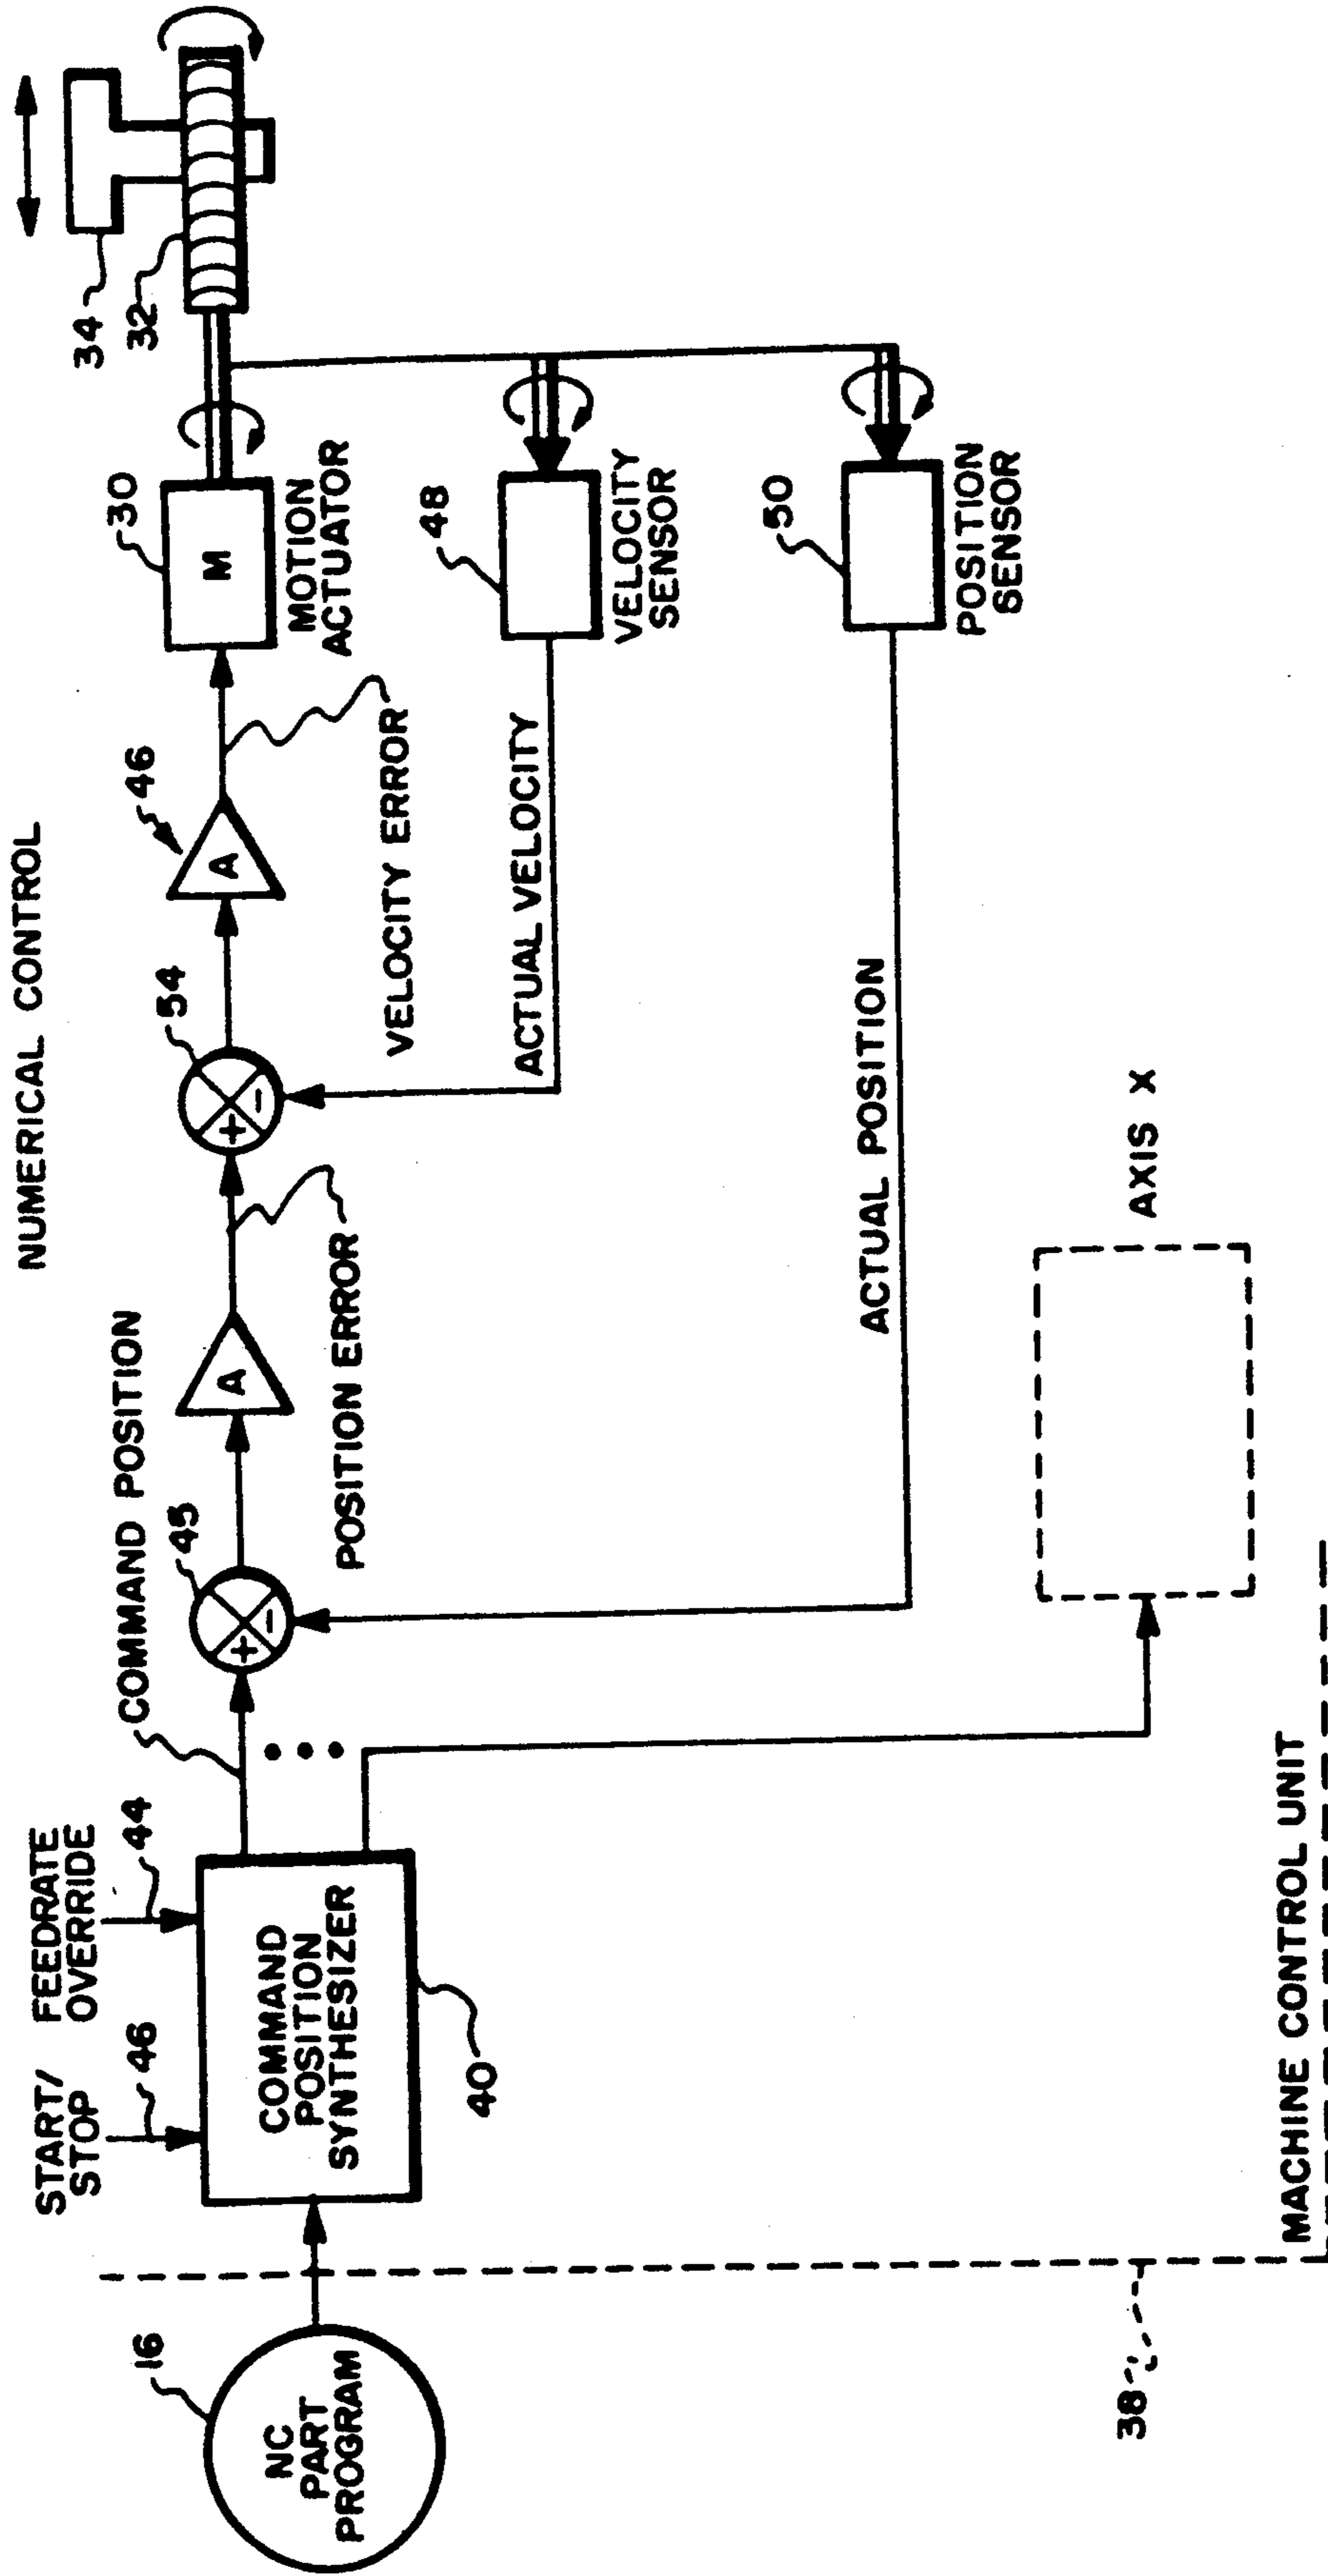 NUMERICAL CONTROL
START/
STOP
46
FEEDRATE
OVERRIDE
44
COMMAND POSITION
16
NC
PART
PROGRAM
COMMAND
POSITION
SYNTHESIZER
40
45
+
−
A
POSITION ERROR
54
+
−
A
46
VELOCITY ERROR
30
M
MOTION
ACTUATOR
34
32
48
VELOCITY
SENSOR
ACTUAL VELOCITY
50
POSITION
SENSOR
ACTUAL POSITION
AXIS X
38
MACHINE CONTROL UNIT